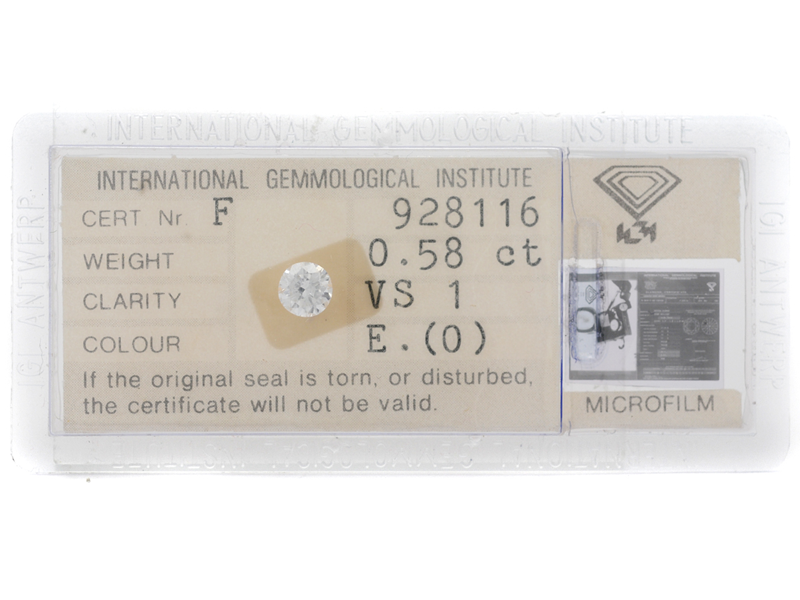 INTERNATIONAL GEMMOLOGICAL INSTITUTE
INTERNATIONAL GEMMOLOGICAL INSTITUTE
CERT Nr. F 928116
WEIGHT 0.58 ct
CLARITY VS 1
COLOUR E.(0)
If the original seal is torn, or disturbed,
the certificate will not be valid.
MICROFILM
IGI ANTWERP.
IGI ANTWERP